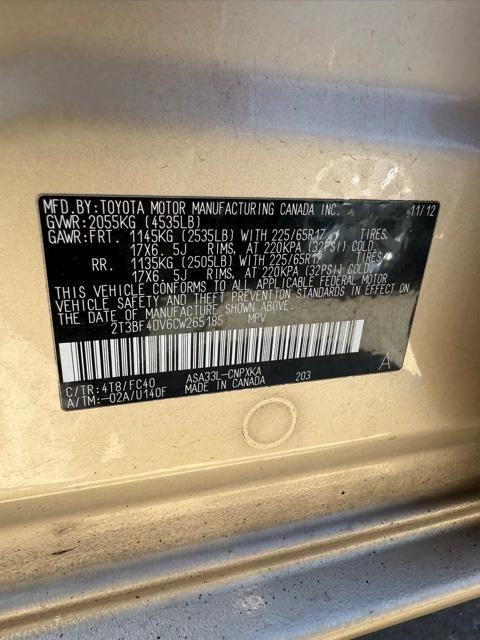 MFD.BY:TOYOTA MOTOR MANUFACTURING CANADA INC. 11/12
GVWR:2055KG (4535LB)
GAWR:FRT. 1145KG (2535LB) WITH 225/65R17 TIRES,
17X6. 5J RIMS, AT 220KPA (32PSI) COLD.
RR. 1135KG (2505LB) WITH 225/65R17 TIRES,
17X6. 5J RIMS, AT 220KPA (32PSI) COLD.
THIS VEHICLE CONFORMS TO ALL APPLICABLE FEDERAL MOTOR
VEHICLE SAFETY AND THEFT PREVENTION STANDARDS IN EFFECT ON
THE DATE OF MANUFACTURE SHOWN ABOVE.
2T3BF4DV6CW265185 MPV
C/TR:4T8/FC40 ASA33L-CNPXKA 203 A
A/TM:-02A/U140F MADE IN CANADA